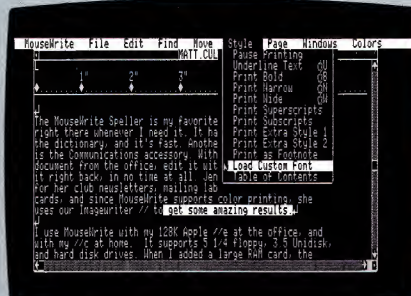 MouseWrite File Edit Find Move Style Page Windows Colors
MATT.CUL
1" 2" 3"
Pause Printing
Underline Text U
Print Bold B
Print Narrow N
Print Wide W
Print Superscripts
Print Subscripts
Print Extra Style 1
Print Extra Style 2
Print as Footnote
Load Custom Font
Table of Contents
The MouseWrite Speller is my favorite
right there whenever I need it. It ha
the dictionary, and it's fast. Anothe
is the Communications accessory. With
document from the office, edit it wit
it right back, in no time at all. Jen
for her club newsletters, mailing lab
cards, and since MouseWrite supports color printing, she
uses our Imagewriter // to get some amazing results.
I use MouseWrite with my 128K Apple //e at the office, and
with my //c at home. It supports 5 1/4 floppy, 3.5 Unidisk,
and hard disk drives. When I added a large RAM card, the